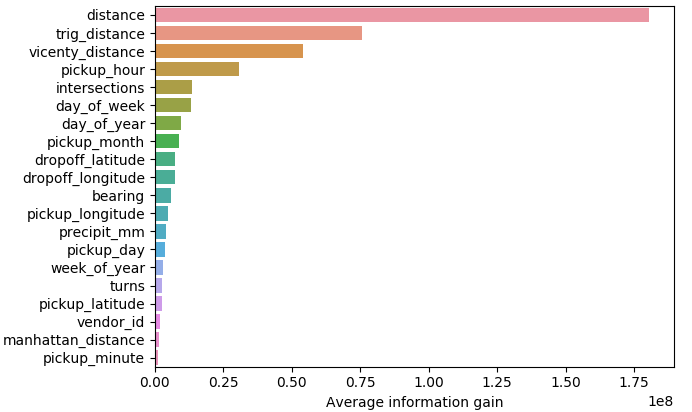 distance
trig_distance
vicenty_distance
pickup_hour
intersections
day_of_week
day_of_year
pickup_month
dropoff_latitude
dropoff_longitude
bearing
pickup_longitude
precipit_mm
pickup_day
week_of_year
turns
pickup_latitude
vendor_id
manhattan_distance
pickup_minute
0.00 0.25 0.50 0.75 1.00 1.25 1.50 1.75
1e8
Average information gain